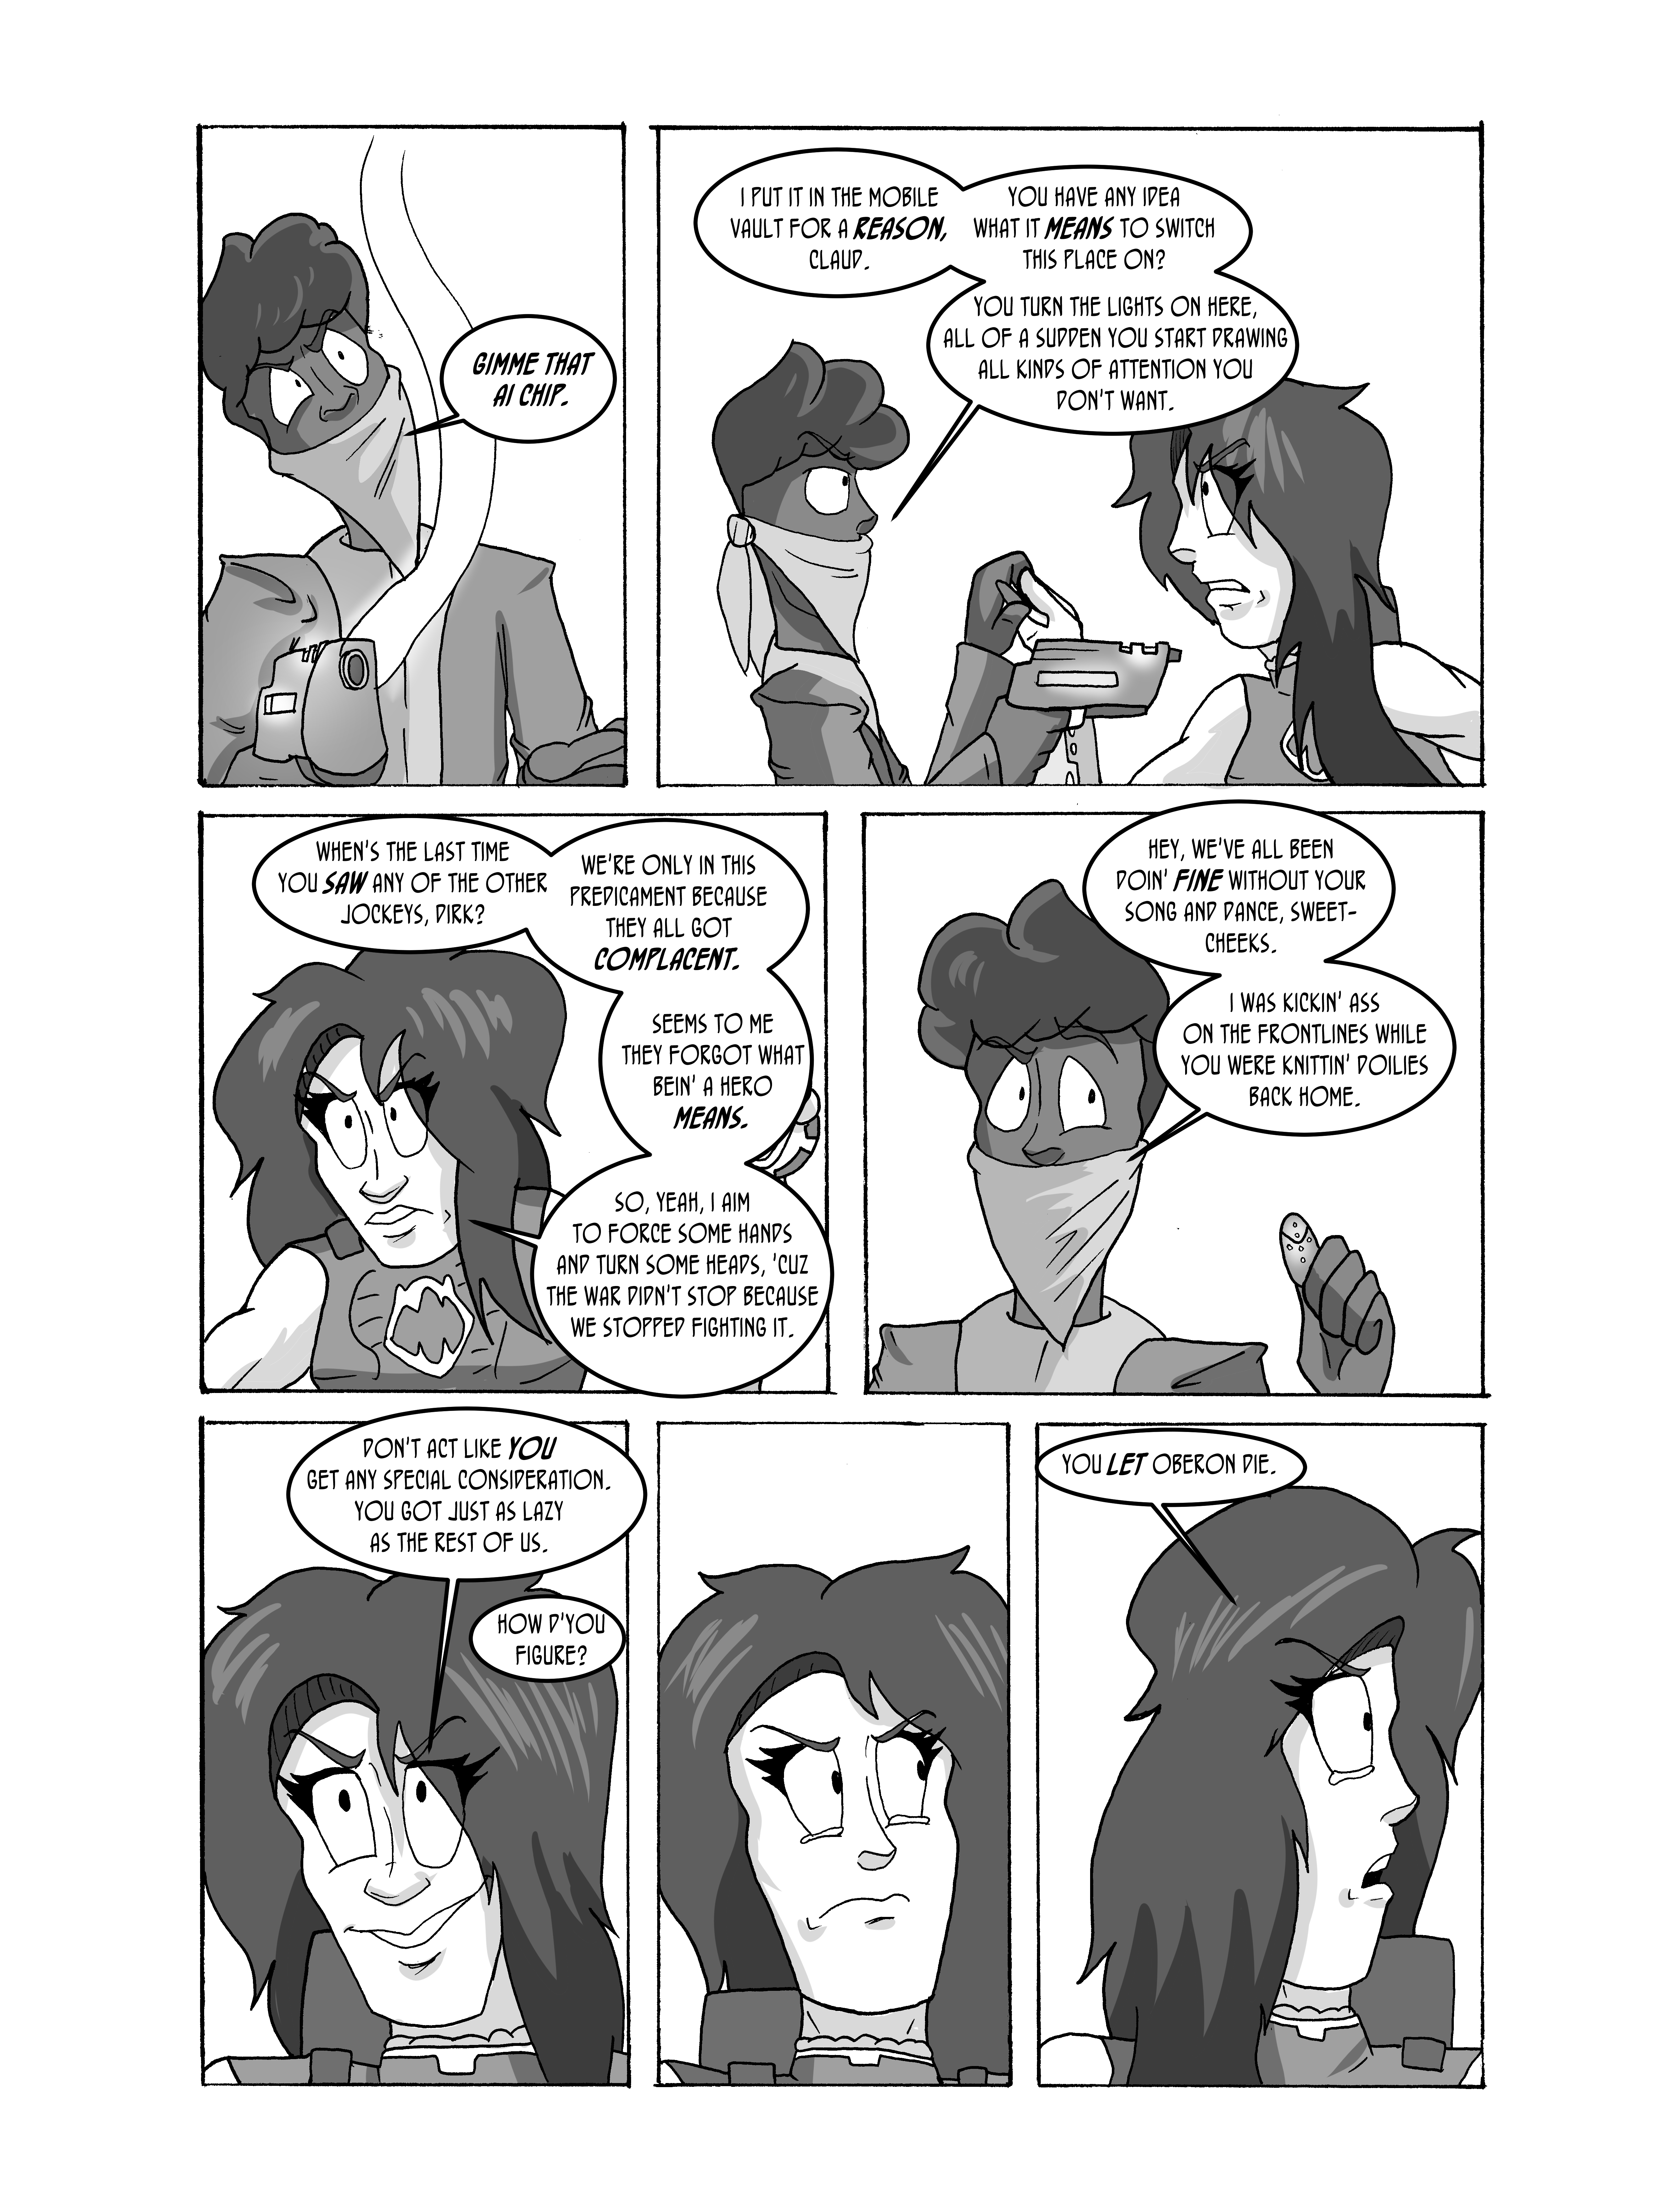 GIMME THAT
AI CHIP.
I PUT IT IN THE MOBILE
VAULT FOR A REASON,
CLAUD.
YOU HAVE ANY IDEA
WHAT IT MEANS TO SWITCH
THIS PLACE ON?
YOU TURN THE LIGHTS ON HERE,
ALL OF A SUDDEN YOU START DRAWING
ALL KINDS OF ATTENTION YOU
DON'T WANT.
WHEN'S THE LAST TIME
YOU SAW ANY OF THE OTHER
JOCKEYS, DIRK?
WE'RE ONLY IN THIS
PREDICAMENT BECAUSE
THEY ALL GOT
COMPLACENT.
SEEMS TO ME
THEY FORGOT WHAT
BEIN' A HERO
MEANS.
SO, YEAH, I AIM
TO FORCE SOME HANDS
AND TURN SOME HEADS, 'CUZ
THE WAR DIDN'T STOP BECAUSE
WE STOPPED FIGHTING IT.
HEY, WE'VE ALL BEEN
DOIN' FINE WITHOUT YOUR
SONG AND DANCE, SWEET-
CHEEKS.
I WAS KICKIN' ASS
ON THE FRONTLINES WHILE
YOU WERE KNITTIN' DOILIES
BACK HOME.
DON'T ACT LIKE YOU
GET ANY SPECIAL CONSIDERATION.
YOU GOT JUST AS LAZY
AS THE REST OF US.
HOW D'YOU
FIGURE?
YOU LET OBERON DIE.